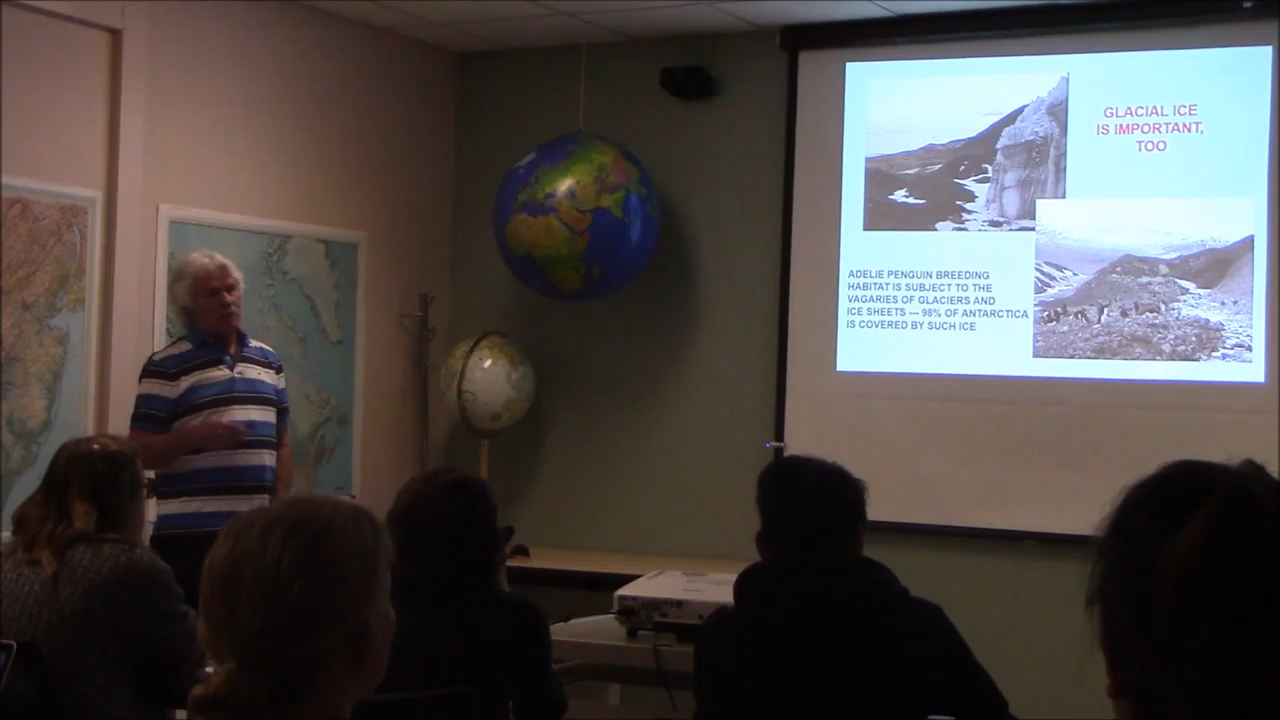 GLACIAL ICE
IS IMPORTANT,
TOO
ADELIE PENGUIN BREEDING
HABITAT IS SUBJECT TO THE
VAGARIES OF GLACIERS AND
ICE SHEETS — 98% OF ANTARCTICA
IS COVERED BY SUCH ICE